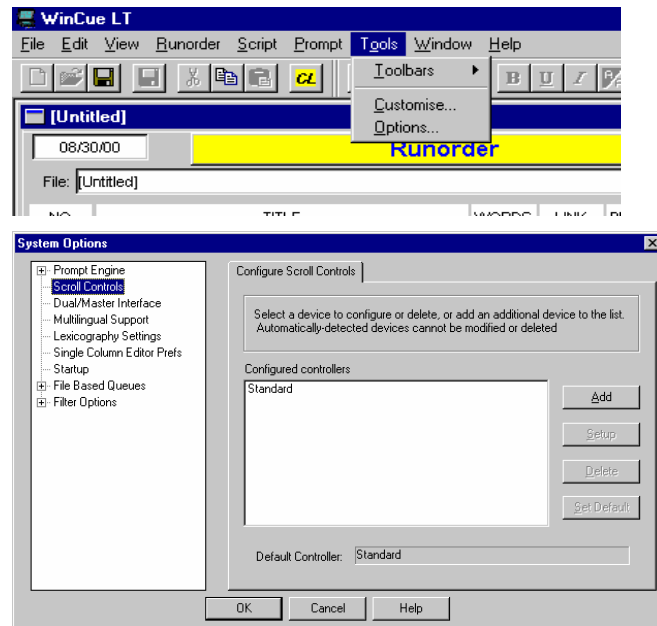 WinCue LT
File Edit View Runorder Script Prompt Tools Window Help
CL B U I
Toolbars
Customise...
Options...
[Untitled]
08/30/00 Runorder
File: [Untitled]
NO TITLE WORDS LINK
System Options
Prompt Engine
Scroll Controls
Dual/Master Interface
Multilingual Support
Lexicography Settings
Single Column Editor Prefs
Startup
File Based Queues
Filter Options
Configure Scroll Controls
Select a device to configure or delete, or add an additional device to the list.
Automatically-detected devices cannot be modified or deleted
Configured controllers
Standard
Add
Setup
Delete
Set Default
Default Controller: Standard
OK Cancel Help